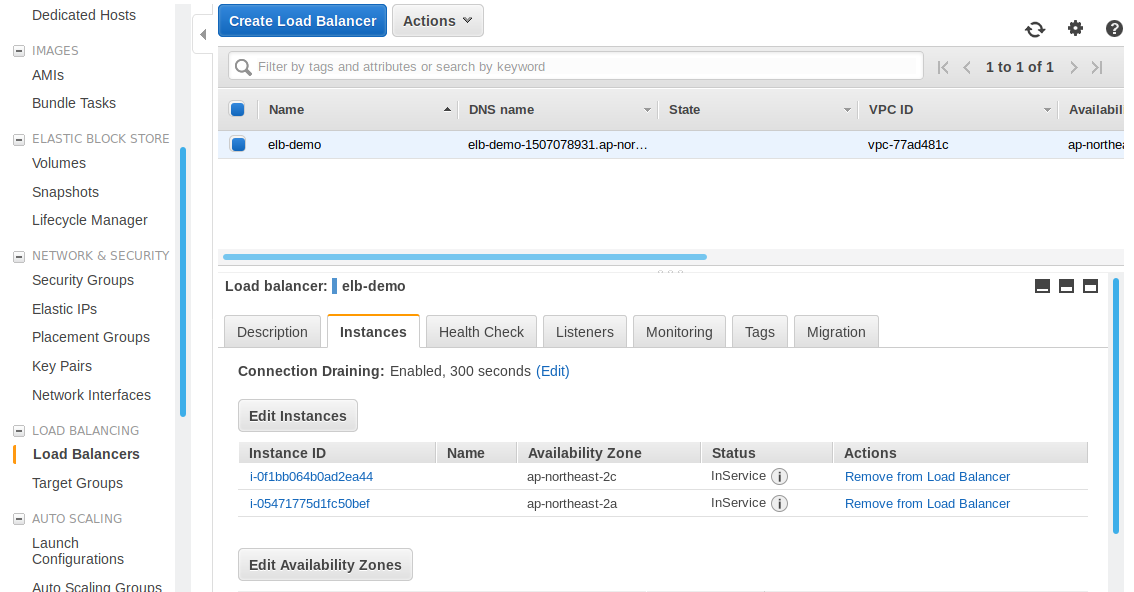 Dedicated Hosts
IMAGES
AMIs
Bundle Tasks
ELASTIC BLOCK STORE
Volumes
Snapshots
Lifecycle Manager
NETWORK & SECURITY
Security Groups
Elastic IPs
Placement Groups
Key Pairs
Network Interfaces
LOAD BALANCING
Load Balancers
Target Groups
AUTO SCALING
Launch
Configurations
Auto Scaling Groups
Create Load Balancer Actions
Filter by tags and attributes or search by keyword 1 to 1 of 1
Name DNS name State VPC ID Availabil
elb-demo elb-demo-1507078931.ap-nor… vpc-77ad481c ap-northea
Load balancer: elb-demo
Description Instances Health Check Listeners Monitoring Tags Migration
Connection Draining: Enabled, 300 seconds (Edit)
Edit Instances
Instance ID Name Availability Zone Status Actions
i-0f1bb064b0ad2ea44 ap-northeast-2c InService i Remove from Load Balancer
i-05471775d1fc50bef ap-northeast-2a InService i Remove from Load Balancer
Edit Availability Zones